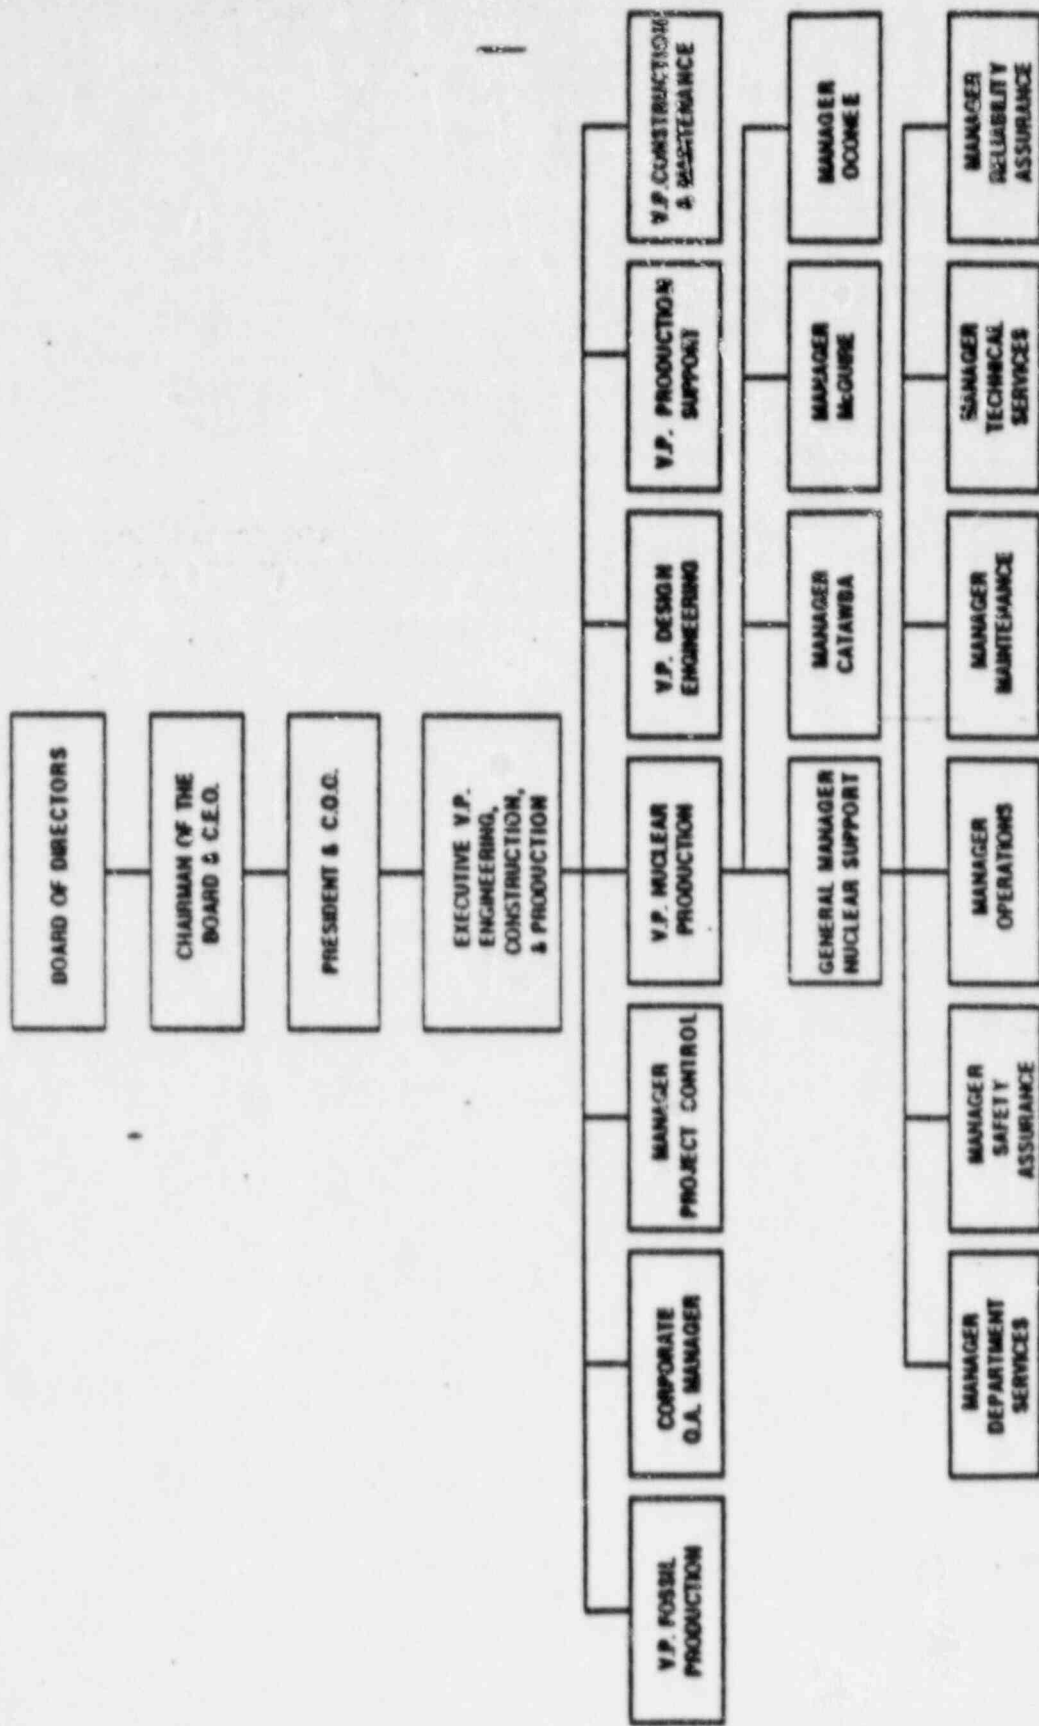 BOARD OF DIRECTORS
CHAIRMAN OF THE
BOARD & C.E.O.
PRESIDENT & C.O.O.
EXECUTIVE V.P.
ENGINEERING,
CONSTRUCTION,
& PRODUCTION
V.P. FOSSIL
PRODUCTION
CORPORATE
Q.A. MANAGER
MANAGER
PROJECT CONTROL
V.P. NUCLEAR
PRODUCTION
V.P. DESIGN
ENGINEERING
V.P. PRODUCTION
SUPPORT
V.P. CONSTRUCTION
& MAINTENANCE
GENERAL MANAGER
NUCLEAR SUPPORT
MANAGER
CATAWBA
MANAGER
McGUIRE
MANAGER
OCONEE
MANAGER
DEPARTMENT
SERVICES
MANAGER
SAFETY
ASSURANCE
MANAGER
OPERATIONS
MANAGER
MAINTENANCE
MANAGER
TECHNICAL
SERVICES
MANAGER
RELIABILITY
ASSURANCE